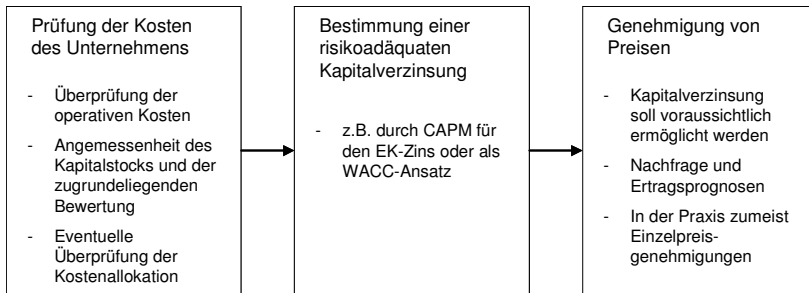 Prüfung der Kosten
des Unternehmens
- Überprüfung der
operativen Kosten
- Angemessenheit des
Kapitalstocks und der
zugrundeliegenden
Bewertung
- Eventuelle
Überprüfung der
Kostenallokation
Bestimmung einer
risikoadäquaten
Kapitalverzinsung
- z.B. durch CAPM für
den EK-Zins oder als
WACC-Ansatz
Genehmigung von
Preisen
- Kapitalverzinsung
soll voraussichtlich
ermöglicht werden
- Nachfrage und
Ertragsprognosen
- In der Praxis zumeist
Einzelpreis-
genehmigungen